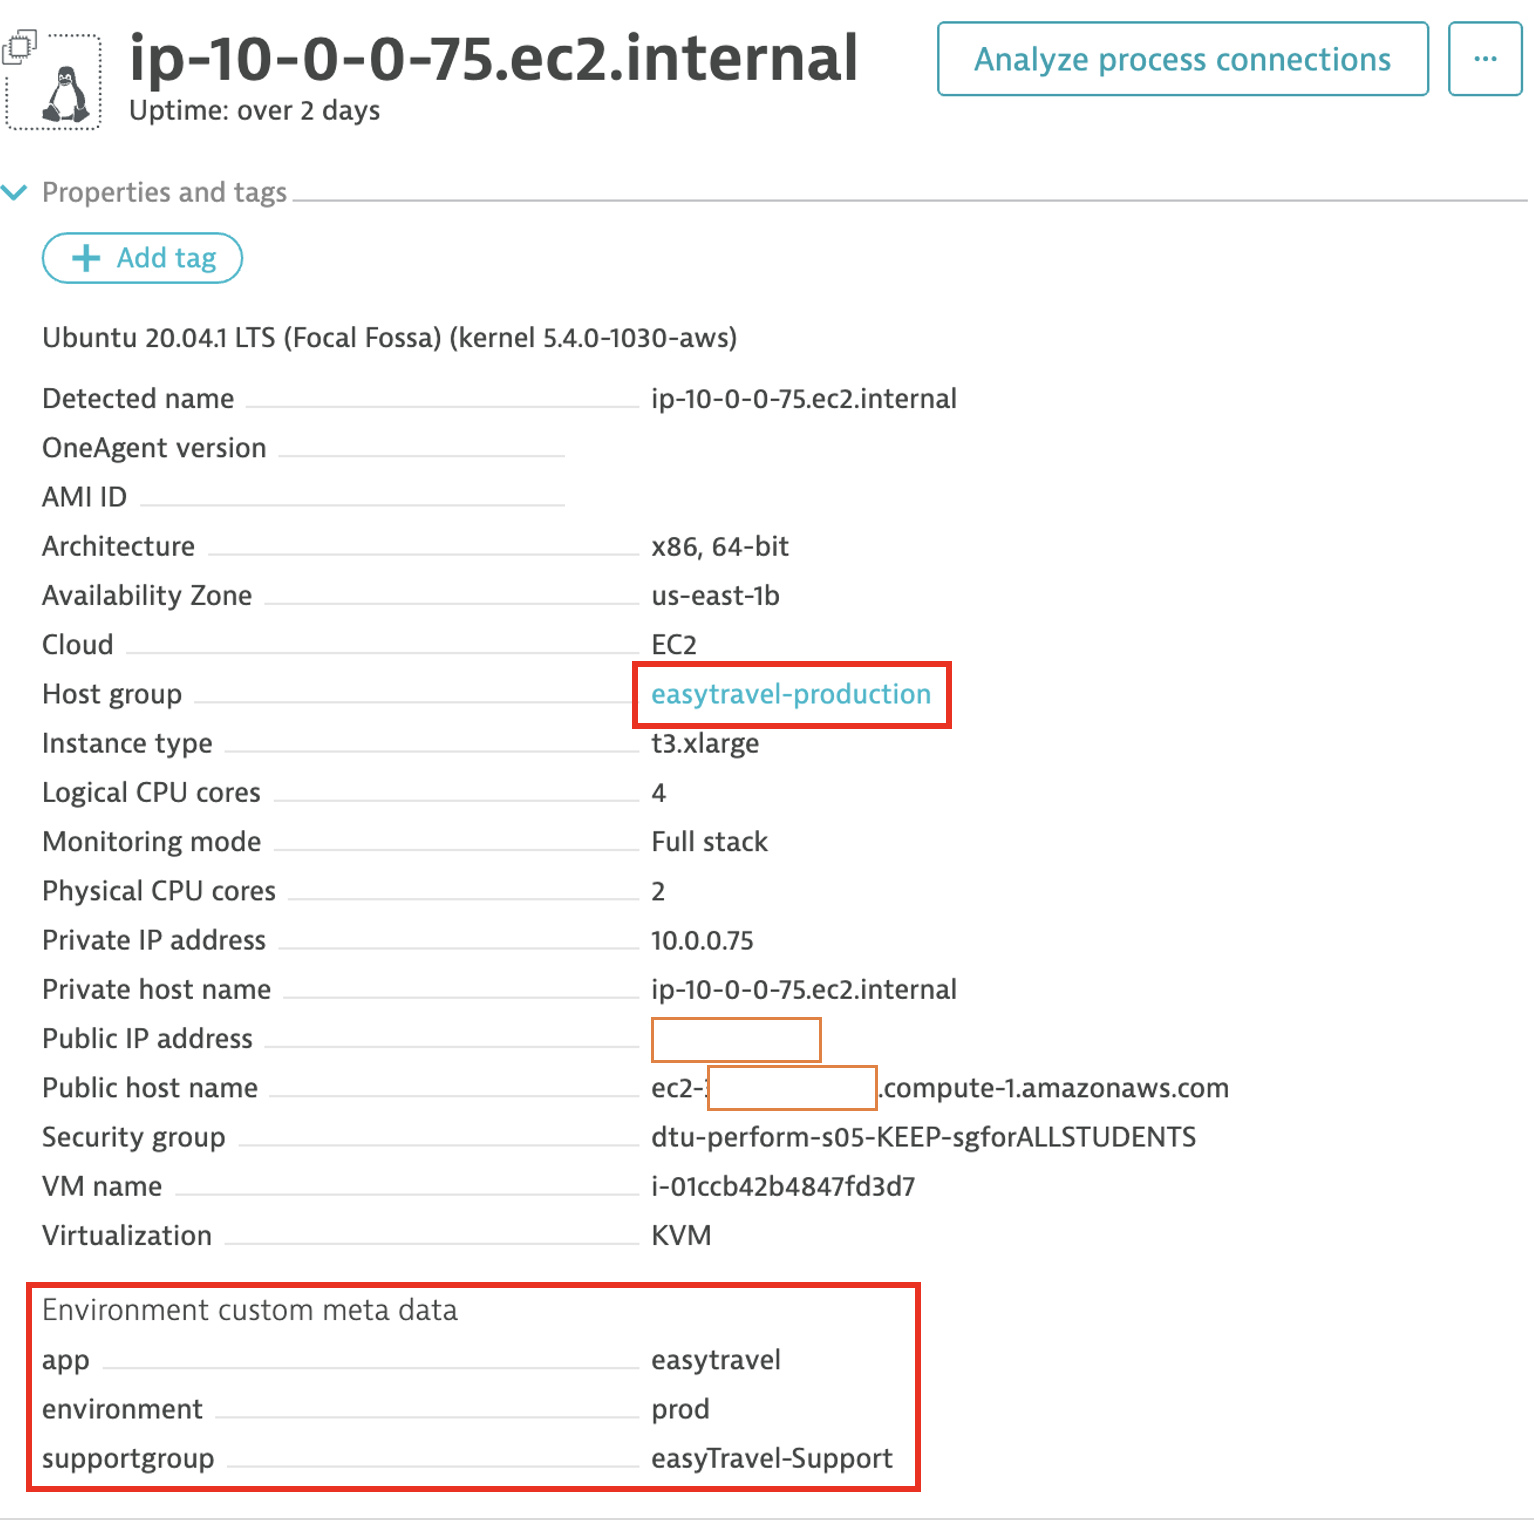 ip-10-0-0-75.ec2.internal
Uptime: over 2 days
Analyze process connections
...
Properties and tags
+ Add tag
Ubuntu 20.04.1 LTS (Focal Fossa) (kernel 5.4.0-1030-aws)
Detected name ip-10-0-0-75.ec2.internal
OneAgent version
AMI ID
Architecture x86, 64-bit
Availability Zone us-east-1b
Cloud EC2
Host group easytravel-production
Instance type t3.xlarge
Logical CPU cores 4
Monitoring mode Full stack
Physical CPU cores 2
Private IP address 10.0.0.75
Private host name ip-10-0-0-75.ec2.internal
Public IP address
Public host name ec2- .compute-1.amazonaws.com
Security group dtu-perform-s05-KEEP-sgforALLSTUDENTS
VM name i-01ccb42b4847fd3d7
Virtualization KVM
Environment custom meta data
app easytravel
environment prod
supportgroup easyTravel-Support